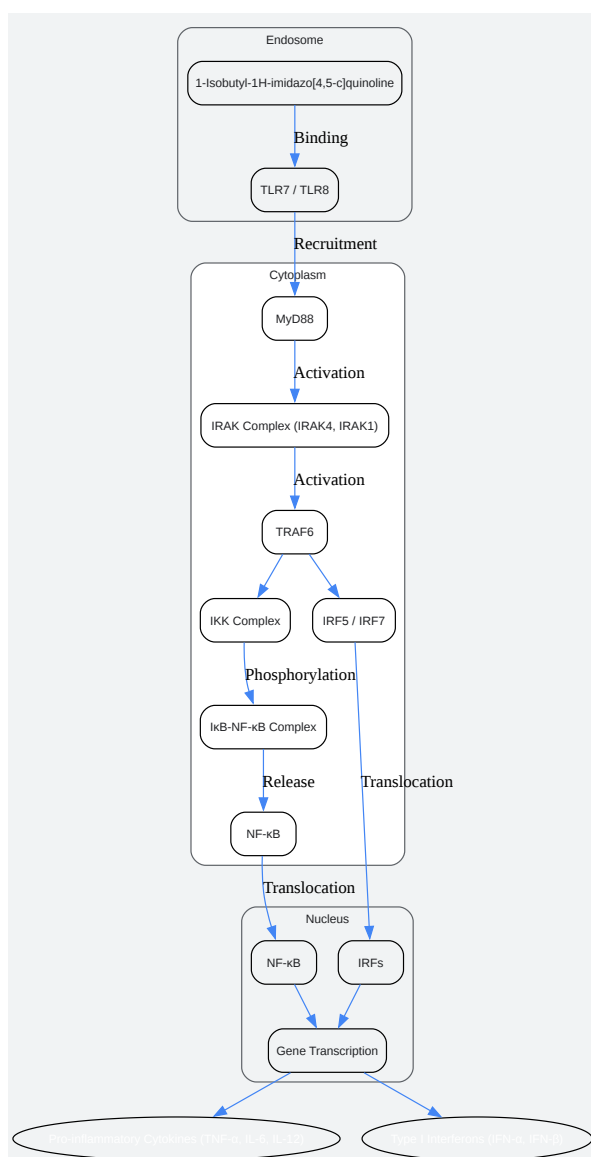 Endosome
1-Isobutyl-1H-imidazo[4,5-c]quinoline
Binding
TLR7 / TLR8
Recruitment
Cytoplasm
MyD88
Activation
IRAK Complex (IRAK4, IRAK1)
Activation
TRAF6
IKK Complex
IRF5 / IRF7
Phosphorylation
IκB-NF-κB Complex
Release
Translocation
NF-κB
Translocation
Nucleus
NF-κB
IRFs
Gene Transcription
Pro-inflammatory Cytokines (TNF-α, IL-6, IL-12)
Type I Interferons (IFN-α, IFN-β)